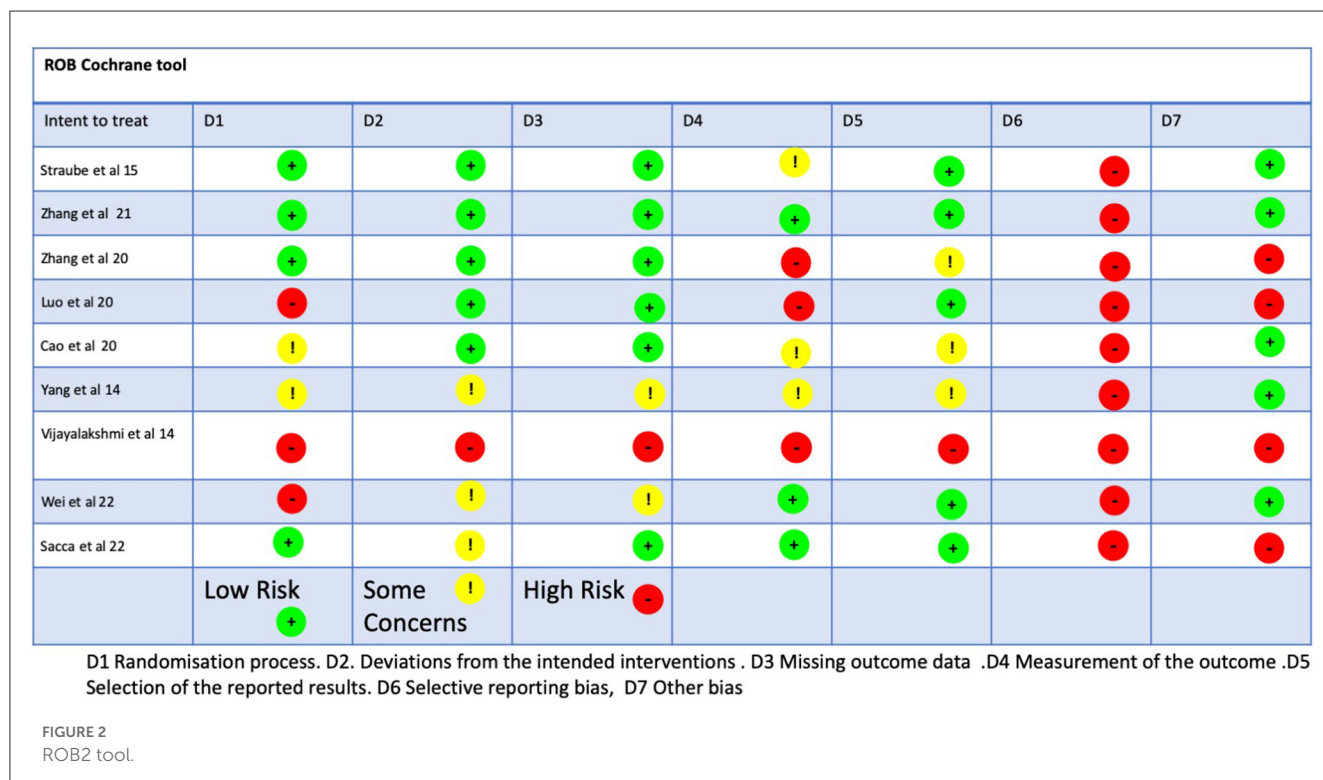 ROB Cochrane tool
Intent to treat D1 D2 D3 D4 D5 D6 D7
Straube et al 15 + + + ! + - +
Zhang et al 21 + + + + + - +
Zhang et al 20 + + + - ! - -
Luo et al 20 - + + - + - -
Cao et al 20 ! + + ! ! - +
Yang et al 14 ! ! ! ! ! - +
Vijayalakshmi et al 14 - - - - - - -
Wei et al 22 - ! ! + + - +
Sacca et al 22 + ! + + + - -
Low Risk + Some Concerns ! High Risk -
D1 Randomisation process. D2. Deviations from the intended interventions . D3 Missing outcome data .D4 Measurement of the outcome .D5
Selection of the reported results. D6 Selective reporting bias, D7 Other bias
FIGURE 2
ROB2 tool.